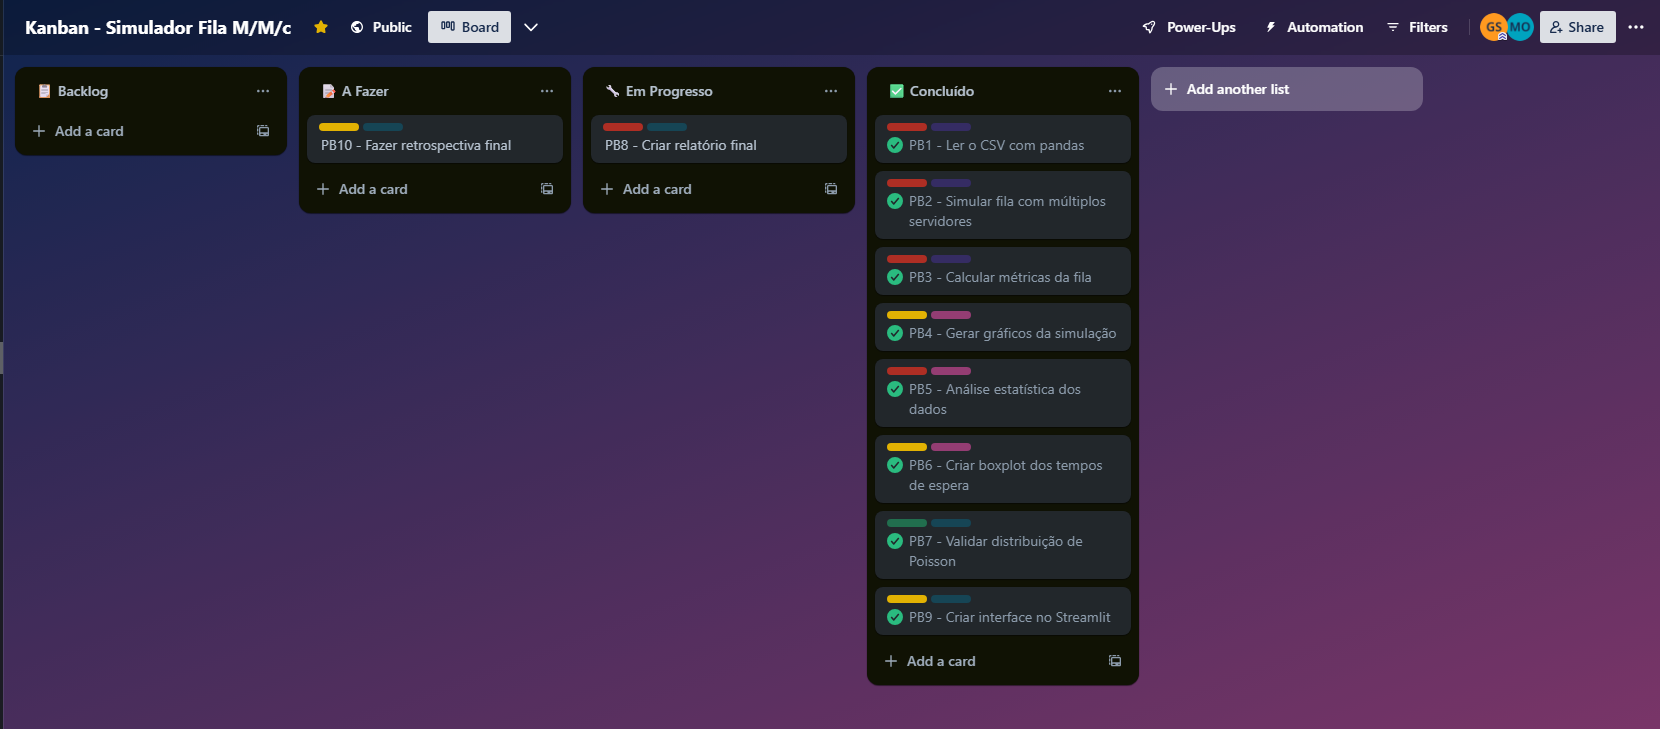 Kanban - Simulador Fila M/M/c
Public
Board
Power-Ups
Automation
Filters
GS
MO
Share
Backlog
Add a card
A Fazer
PB10 - Fazer retrospectiva final
Add a card
Em Progresso
PB8 - Criar relatório final
Add a card
Concluído
PB1 - Ler o CSV com pandas
PB2 - Simular fila com múltiplos
servidores
PB3 - Calcular métricas da fila
PB4 - Gerar gráficos da simulação
PB5 - Análise estatística dos
dados
PB6 - Criar boxplot dos tempos
de espera
PB7 - Validar distribuição de
Poisson
PB9 - Criar interface no Streamlit
Add a card
Add another list